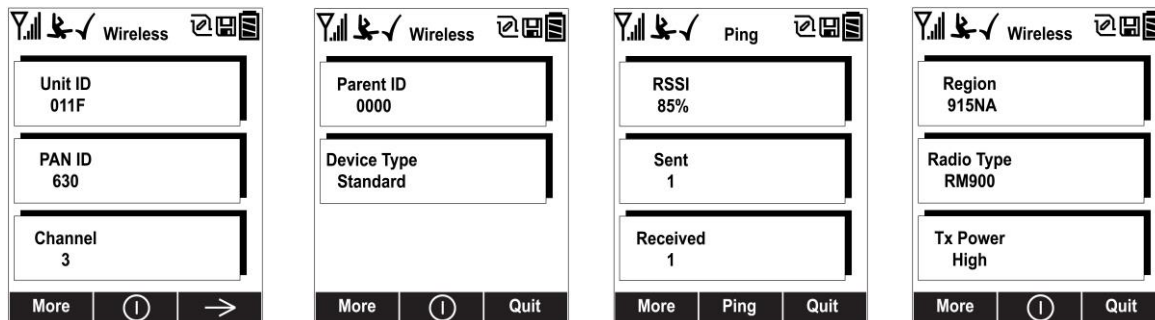 Wireless
Unit ID
011F
PAN ID
630
Channel
3
More
Wireless
Parent ID
0000
Device Type
Standard
More
Quit
Ping
RSSI
85%
Sent
1
Received
1
More
Ping
Quit
Wireless
Region
915NA
Radio Type
RM900
Tx Power
High
More
Quit